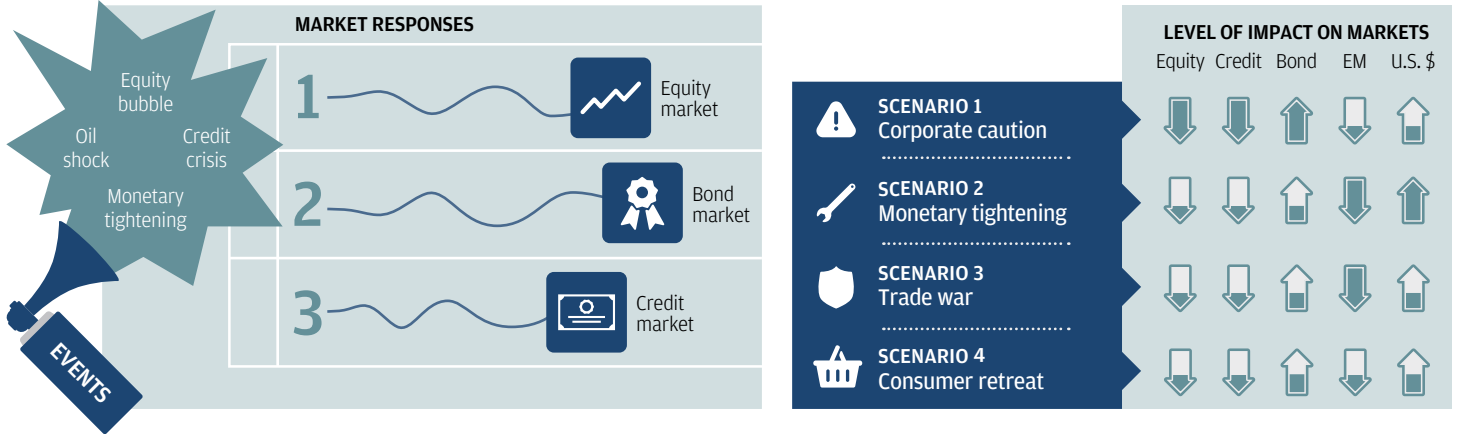 MARKET RESPONSES
Equity
bubble
Oil
shock
Credit
crisis
Monetary
tightening
EVENTS
1
Equity
market
2
Bond
market
3
Credit
market
LEVEL OF IMPACT ON MARKETS
Equity Credit Bond EM U.S. $
SCENARIO 1
Corporate caution
SCENARIO 2
Monetary tightening
SCENARIO 3
Trade war
SCENARIO 4
Consumer retreat